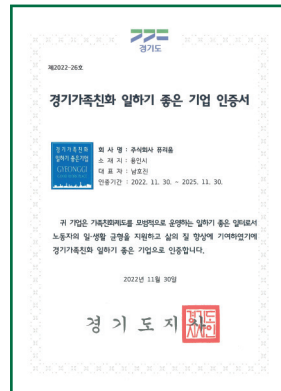 경기도
제2022-26호
경기가족친화 일하기 좋은 기업 인증서
경기가족친화
일하기 좋은기업
GYEONGGI
회 사 명 : 주식회사 퓨리움
소 재 지 : 용인시
대 표 자 : 남호진
인증기간 : 2022. 11. 30. ~ 2025. 11. 30.
귀 기업은 가족친화제도를 모범적으로 운영하는 일하기 좋은 일터로서
노동자의 일-생활 균형을 지원하고 삶의 질 향상에 기여하였기에
경기가족친화 일하기 좋은 기업으로 인증합니다.
2022년 11월 30일
경 기 도 지 사
경기도
지사인